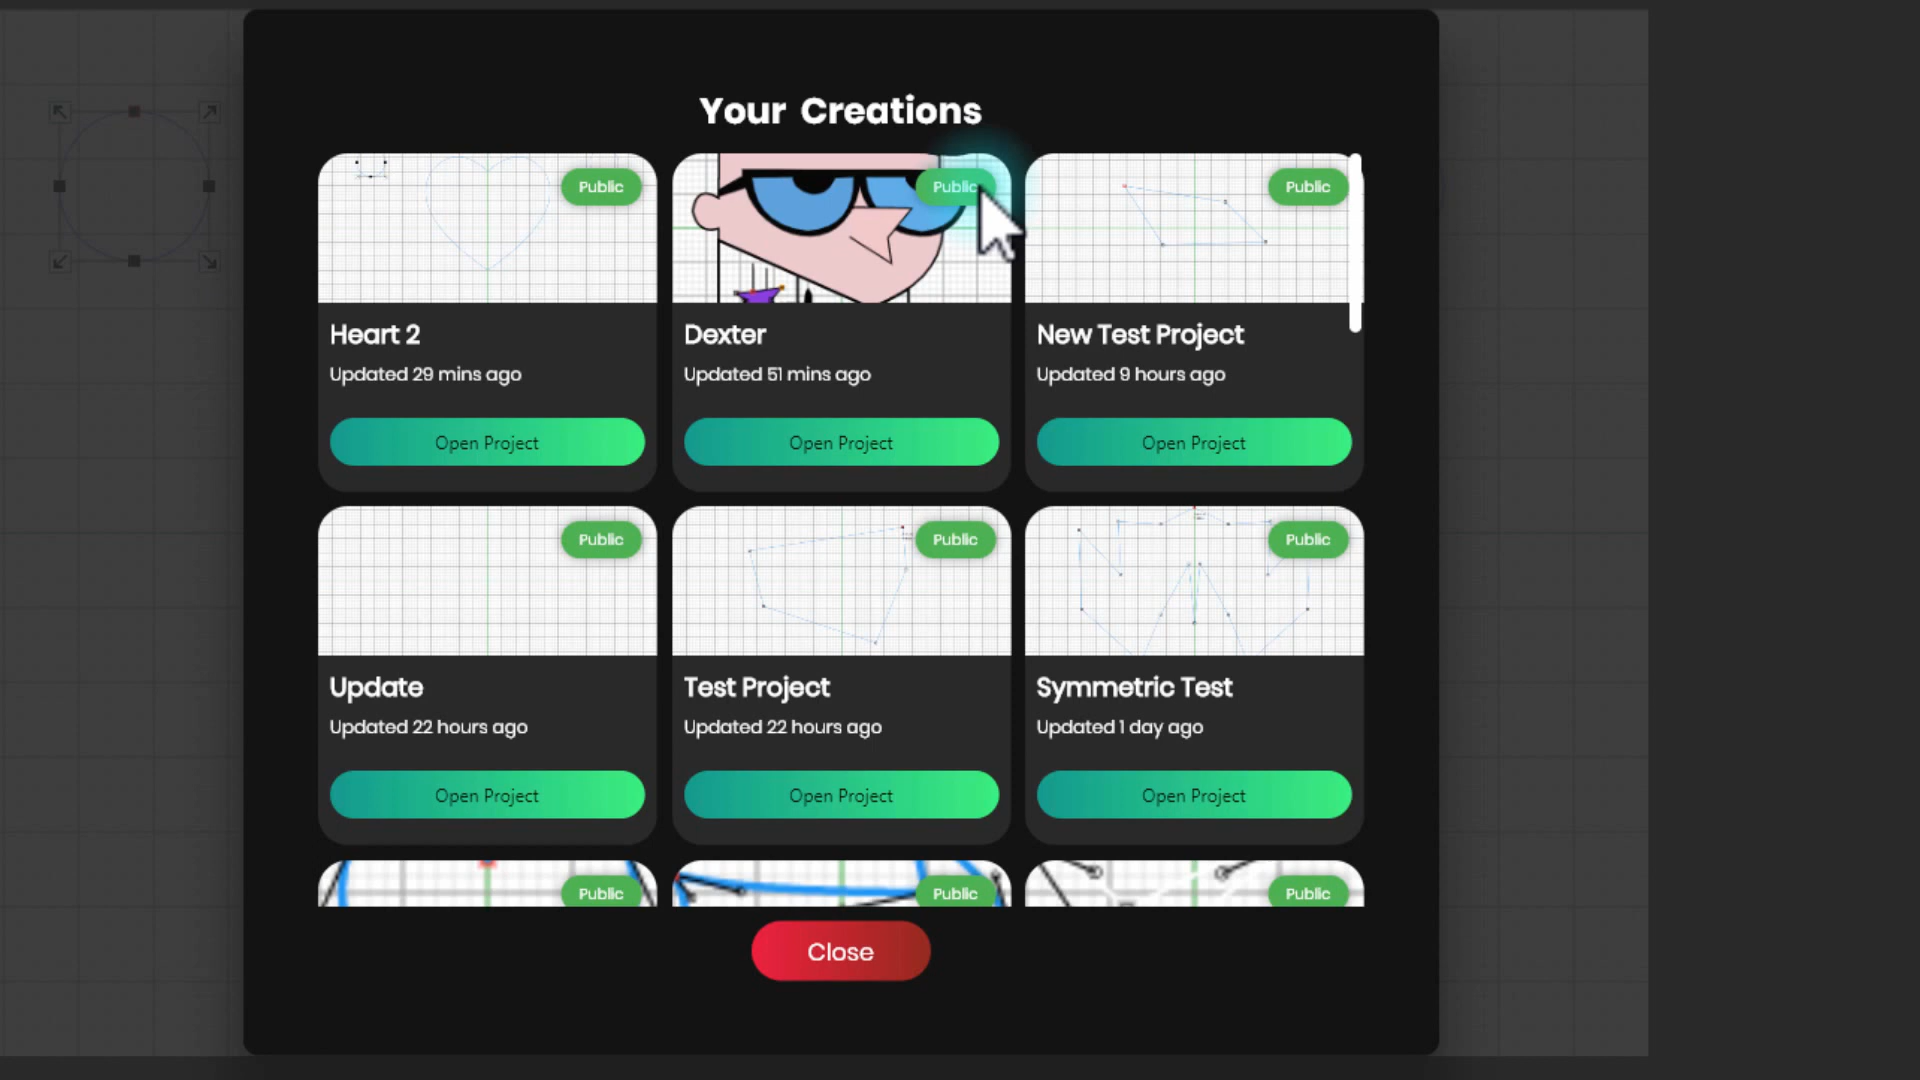 Your Creations
Public
Public
Public
Heart 2
Dexter
New Test Project
Updated 29 mins ago
Updated 51 mins ago
Updated 9 hours ago
Open Project
Open Project
Open Project
Public
Public
Public
Update
Test Project
Symmetric Test
Updated 22 hours ago
Updated 22 hours ago
Updated 1 day ago
Open Project
Open Project
Open Project
Public
Public
Public
Close